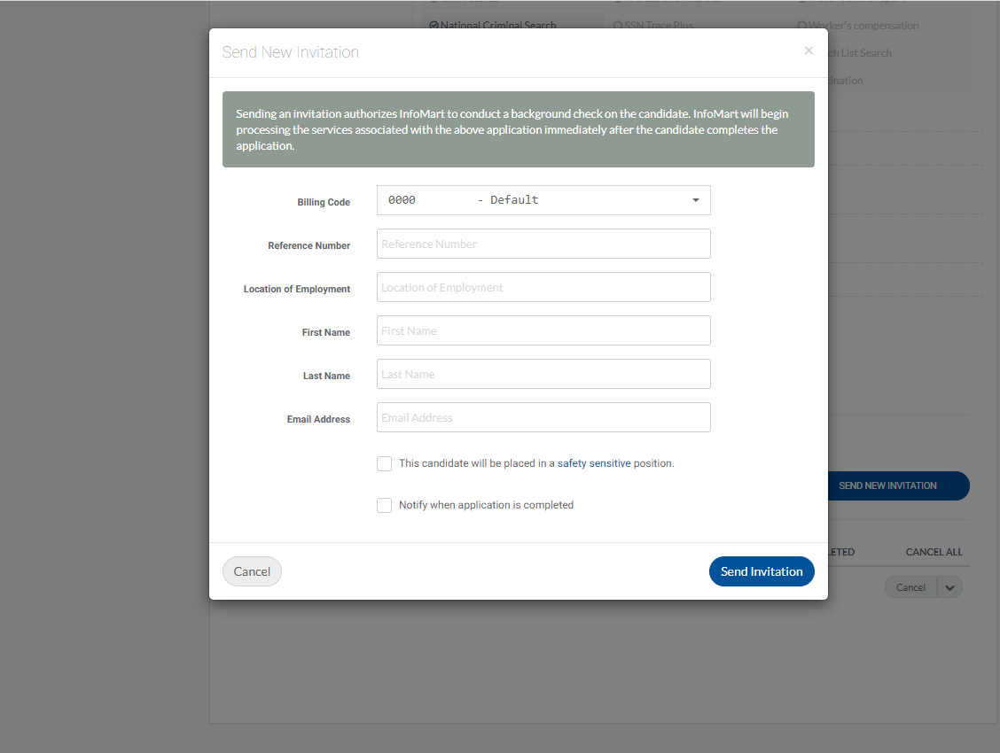 National Criminal Search
SSN Trace Plus
Worker's compensation
Send New Invitation
×
ch List Search
ination
Sending an invitation authorizes InfoMart to conduct a background check on the candidate. InfoMart will begin
processing the services associated with the above application immediately after the candidate completes the
application.
Billing Code
0000 - Default
Reference Number
Reference Number
Location of Employment
Location of Employment
First Name
First Name
Last Name
Last Name
Email Address
Email Address
This candidate will be placed in a safety sensitive position.
SEND NEW INVITATION
Notify when application is completed
LETED
CANCEL ALL
Cancel
Send Invitation
Cancel